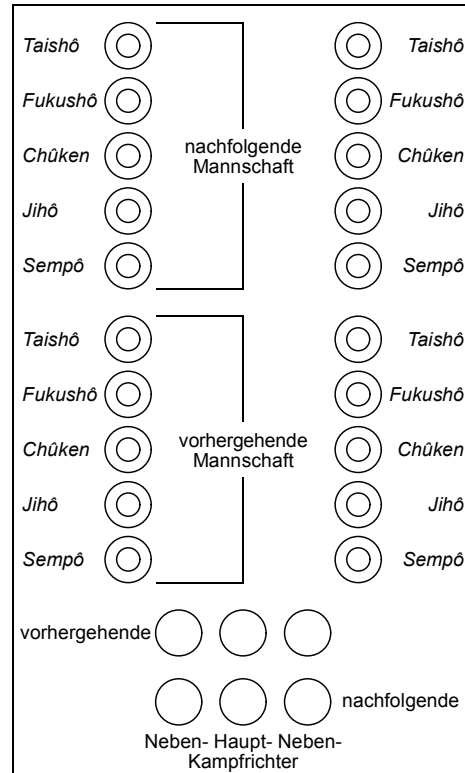 Taishô Taishô
Fukushô Fukushô
nachfolgende
Mannschaft
Chûken Chûken
Jihô Jihô
Sempô Sempô
Taishô Taishô
Fukushô Fukushô
Chûken Chûken
vorhergehende
Mannschaft
Jihô Jihô
Sempô Sempô
vorhergehende
nachfolgende
Neben- Haupt- Neben-
Kampfrichter